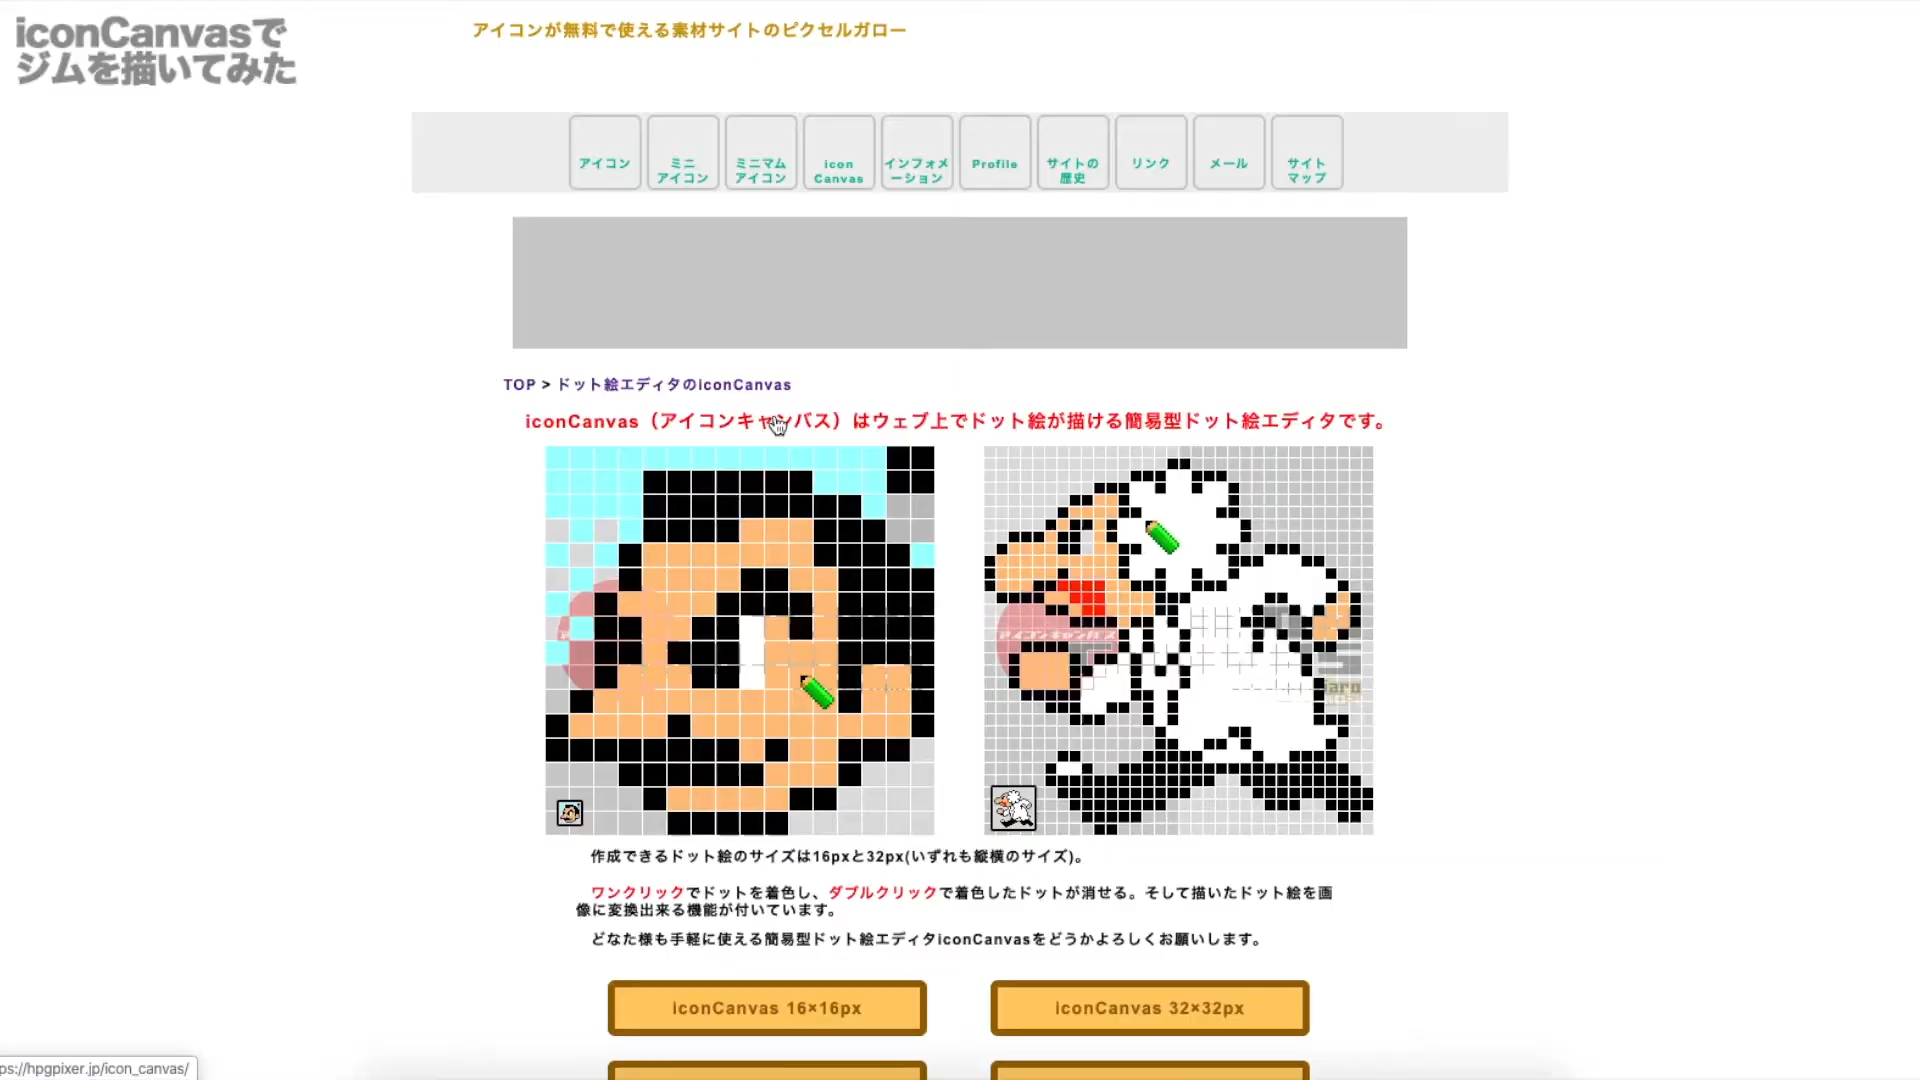 iconCanvasで
ジムを描いてみた
アイコンが無料で使える素材サイトのピクセルガロー
アイコン
ミニ
アイコン
ミニマム
アイコン
icon
Canvas
インフォメ
ーション
Profile
サイトの
歴史
リンク
メール
サイト
マップ
TOP > ドット絵エディタのiconCanvas
iconCanvas（アイコンキャンバス）はウェブ上でドット絵が描ける簡易型ドット絵エディタです。
アイコンキャンバス
作成できるドット絵のサイズは16pxと32px(いずれも縦横のサイズ)。
ワンクリックでドットを着色し、ダブルクリックで着色したドットが消せる。そして描いたドット絵を画
像に変換出来る機能が付いています。
どなた様も手軽に使える簡易型ドット絵エディタiconCanvasをどうかよろしくお願いします。
iconCanvas 16×16px
iconCanvas 32×32px
ps://hpgpixer.jp/icon_canvas/